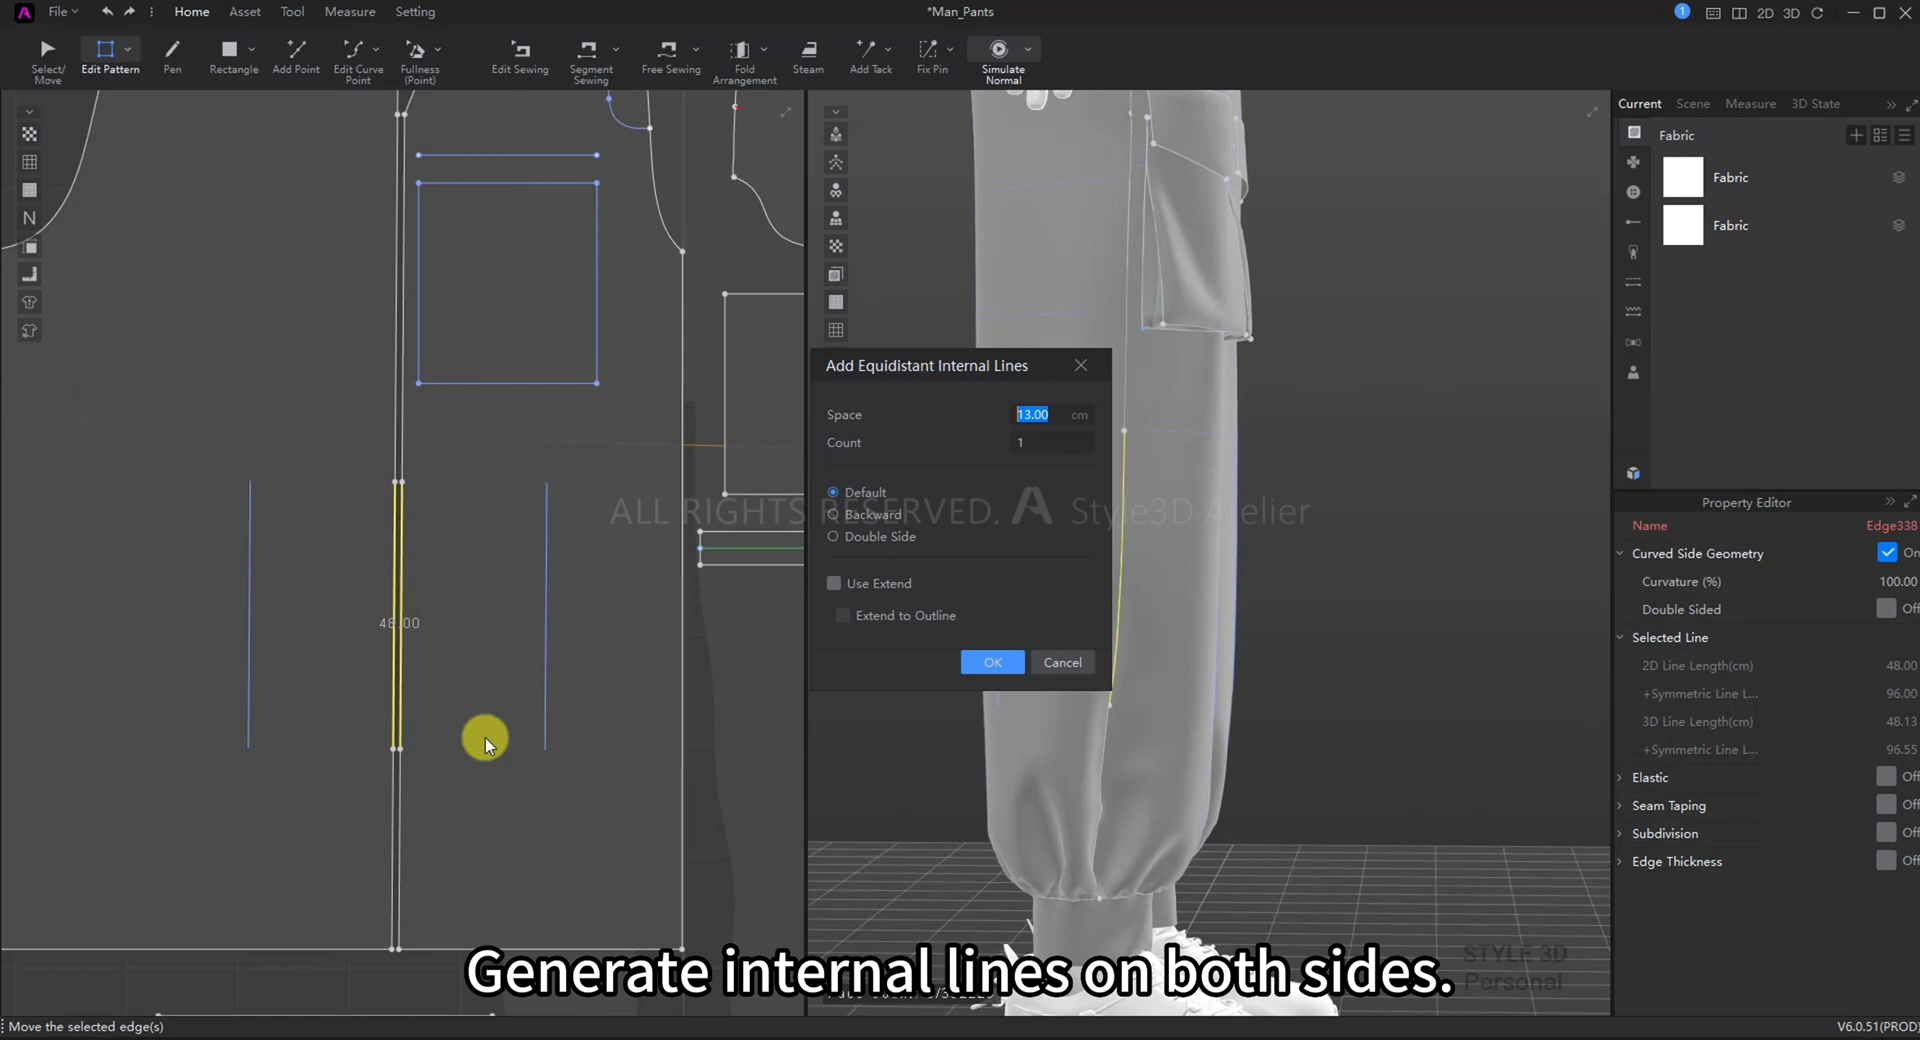 File Home Asset Tool Measure Setting
*Man_Pants
1 2D 3D
Select/
Move
Edit Pattern
Pen
Rectangle
Add Point
Edit Curve
Point
Fullness
(Point)
Edit Sewing
Segment
Sewing
Free Sewing
Fold
Arrangement
Steam
Add Tack
Fix Pin
Simulate
Normal
Current Scene Measure 3D State
Fabric
Fabric
Fabric
Add Equidistant Internal Lines
Space 13.00 cm
Count 1
Default
Backward
Double Side
Use Extend
Extend to Outline
OK Cancel
ALL RIGHTS RESERVED. Style3D Atelier
48.00
Property Editor
Name Edge338
Curved Side Geometry On
Curvature (%) 100.00
Double Sided Off
Selected Line
2D Line Length(cm) 48.00
+Symmetric Line L... 96.00
3D Line Length(cm) 48.13
+Symmetric Line L... 96.55
Elastic Off
Seam Taping Off
Subdivision Off
Edge Thickness Off
STYLE 3D
Personal
Generate internal lines on both sides.
Move the selected edge(s)
V6.0.51(PROD)